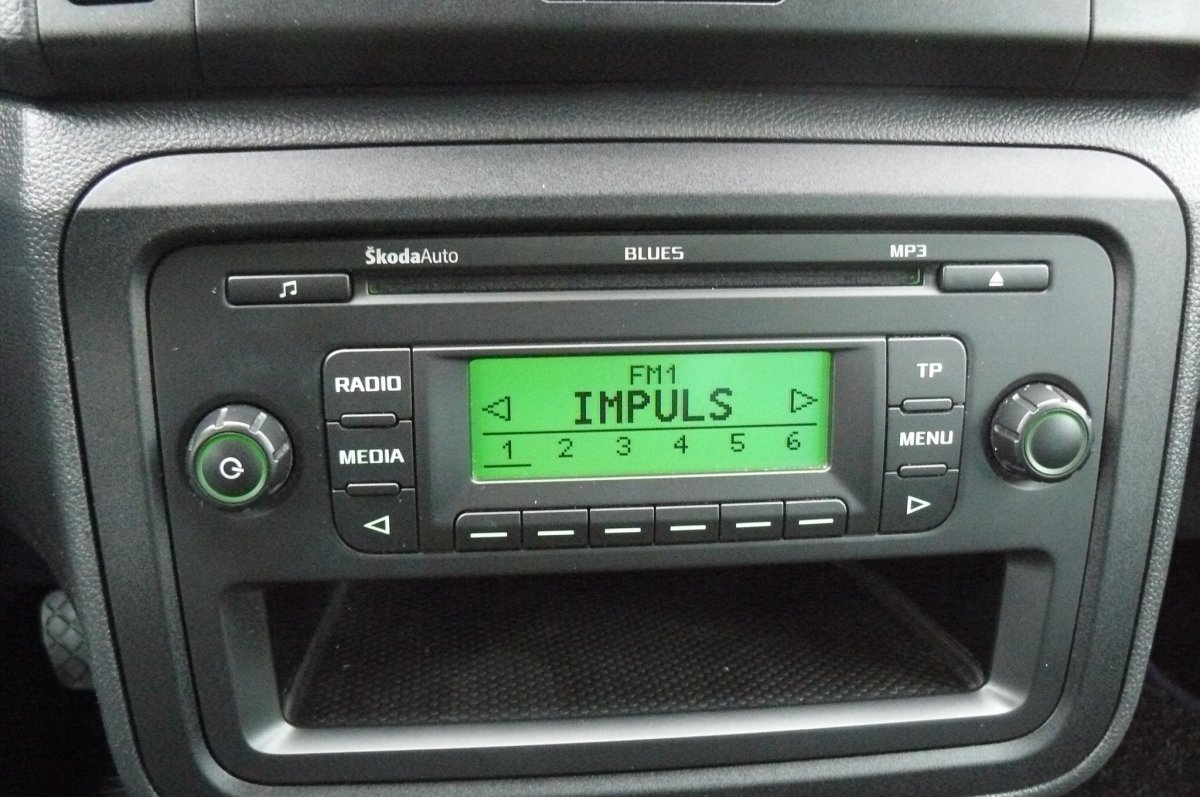 ŠkodaAuto BLUES MP3
RADIO
MEDIA
FM1
IMPULS
1 2 3 4 5 6
TP
MENU